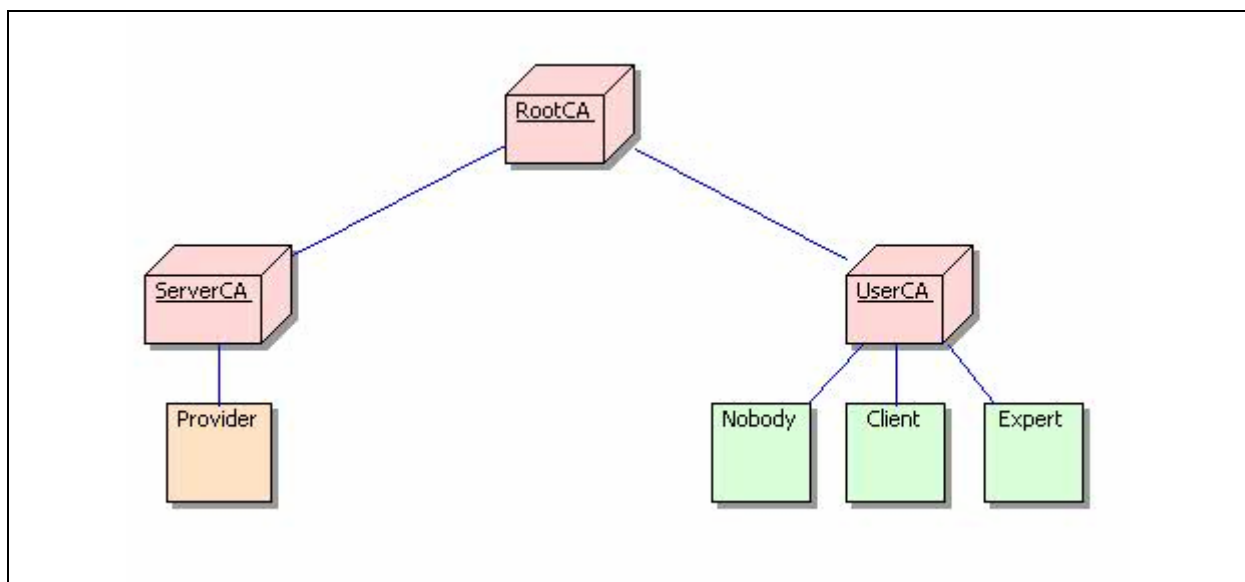 RootCA
ServerCA
UserCA
Provider
Nobody
Client
Expert